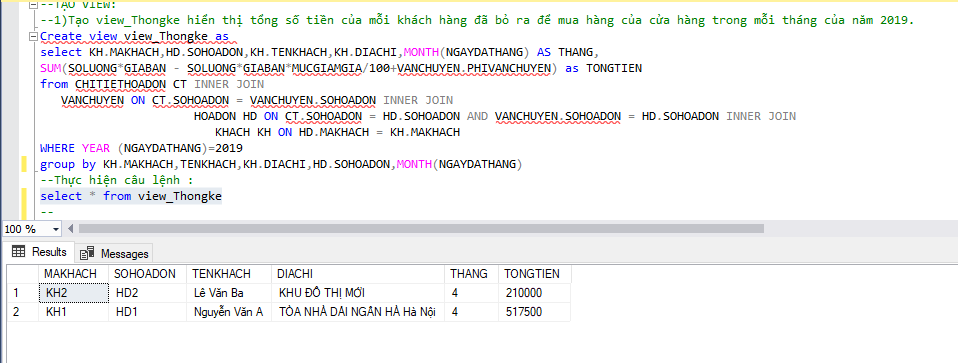 --TẠO VIEW:
--1)Tạo view_Thongke hiển thị tổng số tiền của mỗi khách hàng đã bỏ ra để mua hàng của cửa hàng trong mỗi tháng của năm 2019.
Create view view_Thongke as
select KH.MAKHACH,HD.SOHOADON,KH.TENKHACH,KH.DIACHI,MONTH(NGAYDATHANG) AS THANG,
SUM(SOLUONG*GIABAN - SOLUONG*GIABAN*MUCGIAMGIA/100+VANCHUYEN.PHIVANCHUYEN) as TONGTIEN
from CHITIETHOADON CT INNER JOIN
VANCHUYEN ON CT.SOHOADON = VANCHUYEN.SOHOADON INNER JOIN
HOADON HD ON CT.SOHOADON = HD.SOHOADON AND VANCHUYEN.SOHOADON = HD.SOHOADON INNER JOIN
KHACH KH ON HD.MAKHACH = KH.MAKHACH
WHERE YEAR (NGAYDATHANG)=2019
group by KH.MAKHACH,TENKHACH,KH.DIACHI,HD.SOHOADON,MONTH(NGAYDATHANG)
--Thực hiện câu lệnh :
select * from view_Thongke
--
100 %
Results Messages
MAKHACH SOHOADON TENKHACH DIACHI THANG TONGTIEN
1 KH2 HD2 Lê Văn Ba KHU ĐÔ THỊ MỚI 4 210000
2 KH1 HD1 Nguyễn Văn A TÒA NHÀ DẢI NGÂN HÀ Hà Nội 4 517500